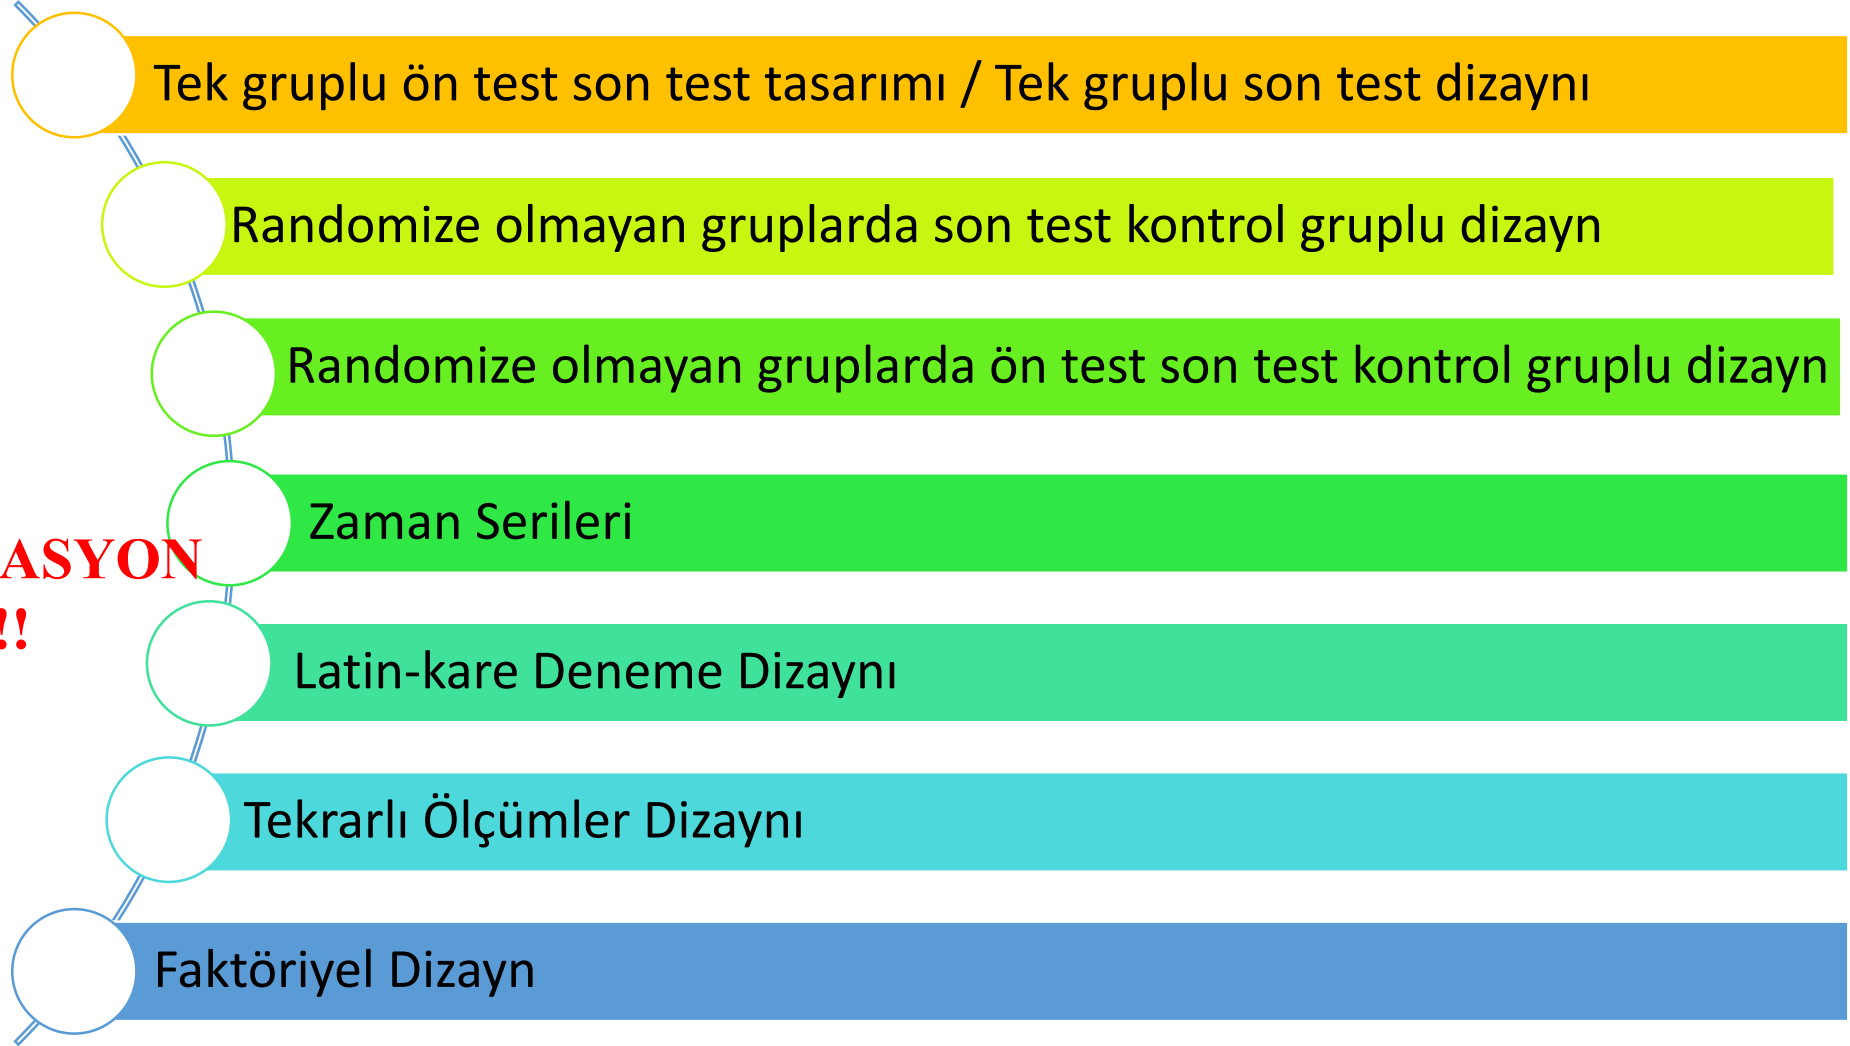 Tek gruplu ön test son test tasarımı / Tek gruplu son test dizaynı
Randomize olmayan gruplarda son test kontrol gruplu dizayn
Randomize olmayan gruplarda ön test son test kontrol gruplu dizayn
Zaman Serileri
ASYON
!!
Latin-kare Deneme Dizaynı
Tekrarlı Ölçümler Dizaynı
Faktöriyel Dizayn